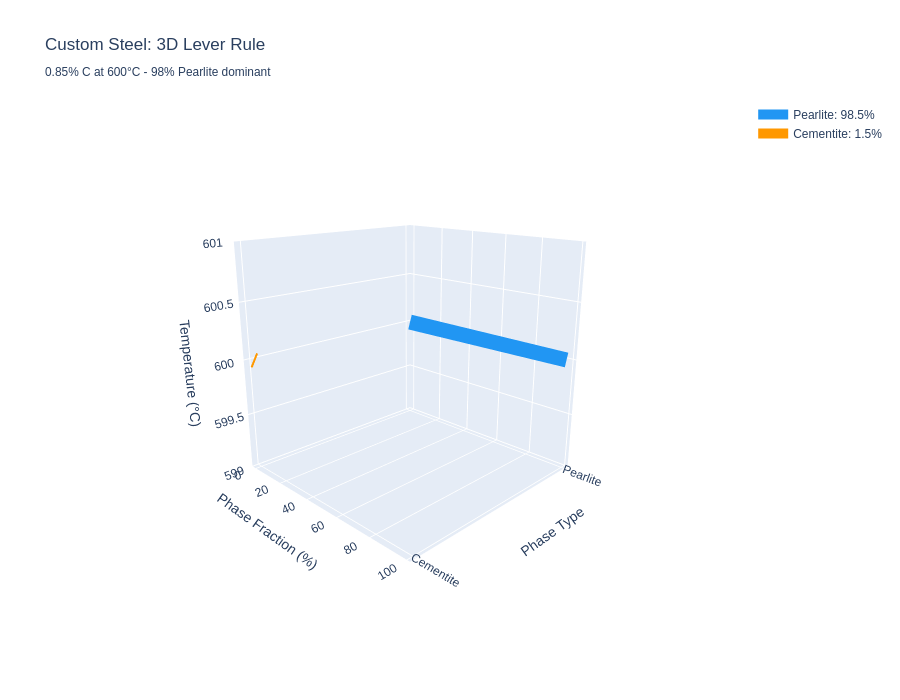 Custom Steel: 3D Lever Rule
0.85% C at 600°C - 98% Pearlite dominant
Pearlite: 98.5%
Cementite: 1.5%
601
600.5
600
599.5
599
Temperature (°C)
0
20
40
60
80
100
Phase Fraction (%)
Cementite
Pearlite
Phase Type